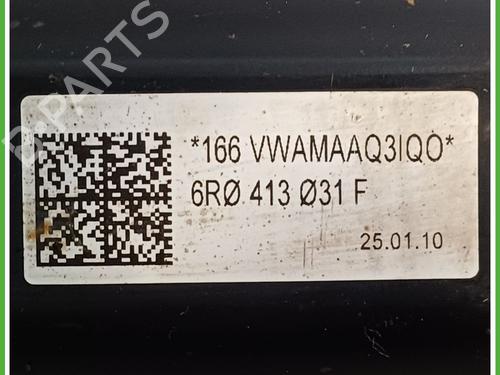 B-PARTS
*166 VWAMAAQ3IQO*
6RØ 413 Ø31 F
25.01.10